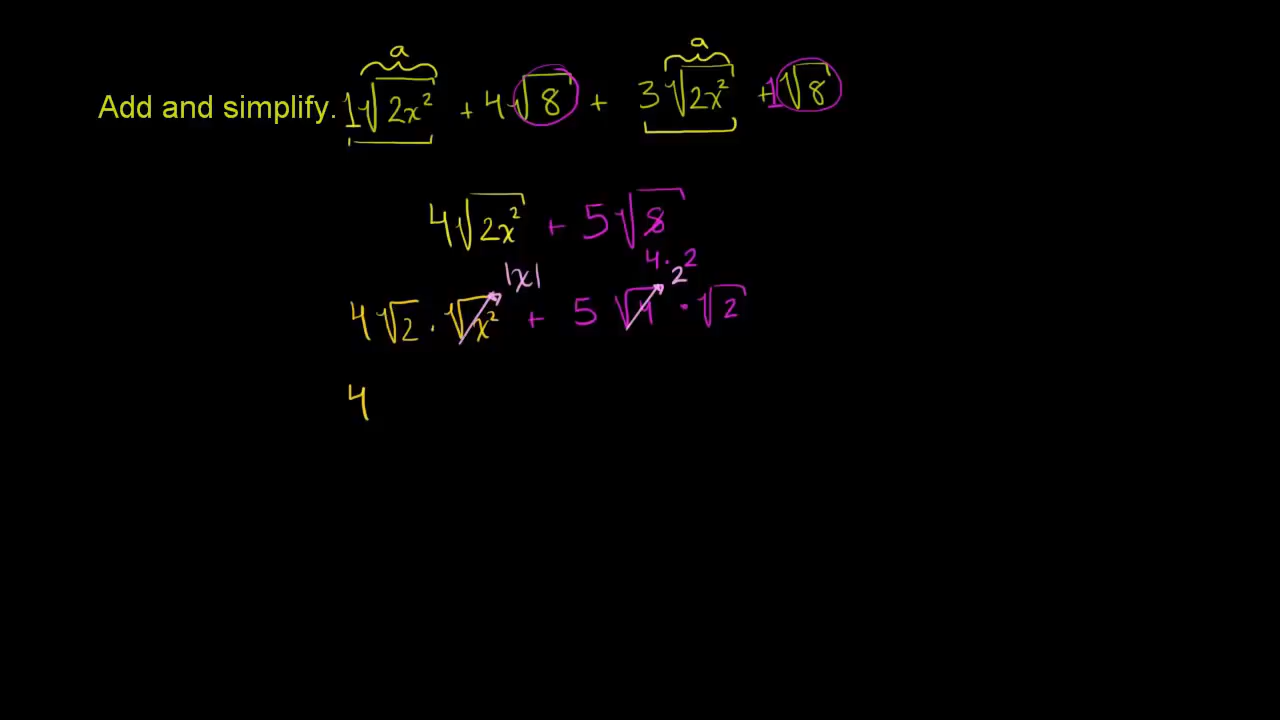 a a
Add and simplify. 1√2x² + 4√8 + 3√2x² + 1√8
4√2x² + 5√8
4 · 2
|x| 2
4√2 · √x² + 5 √4 · √2
4